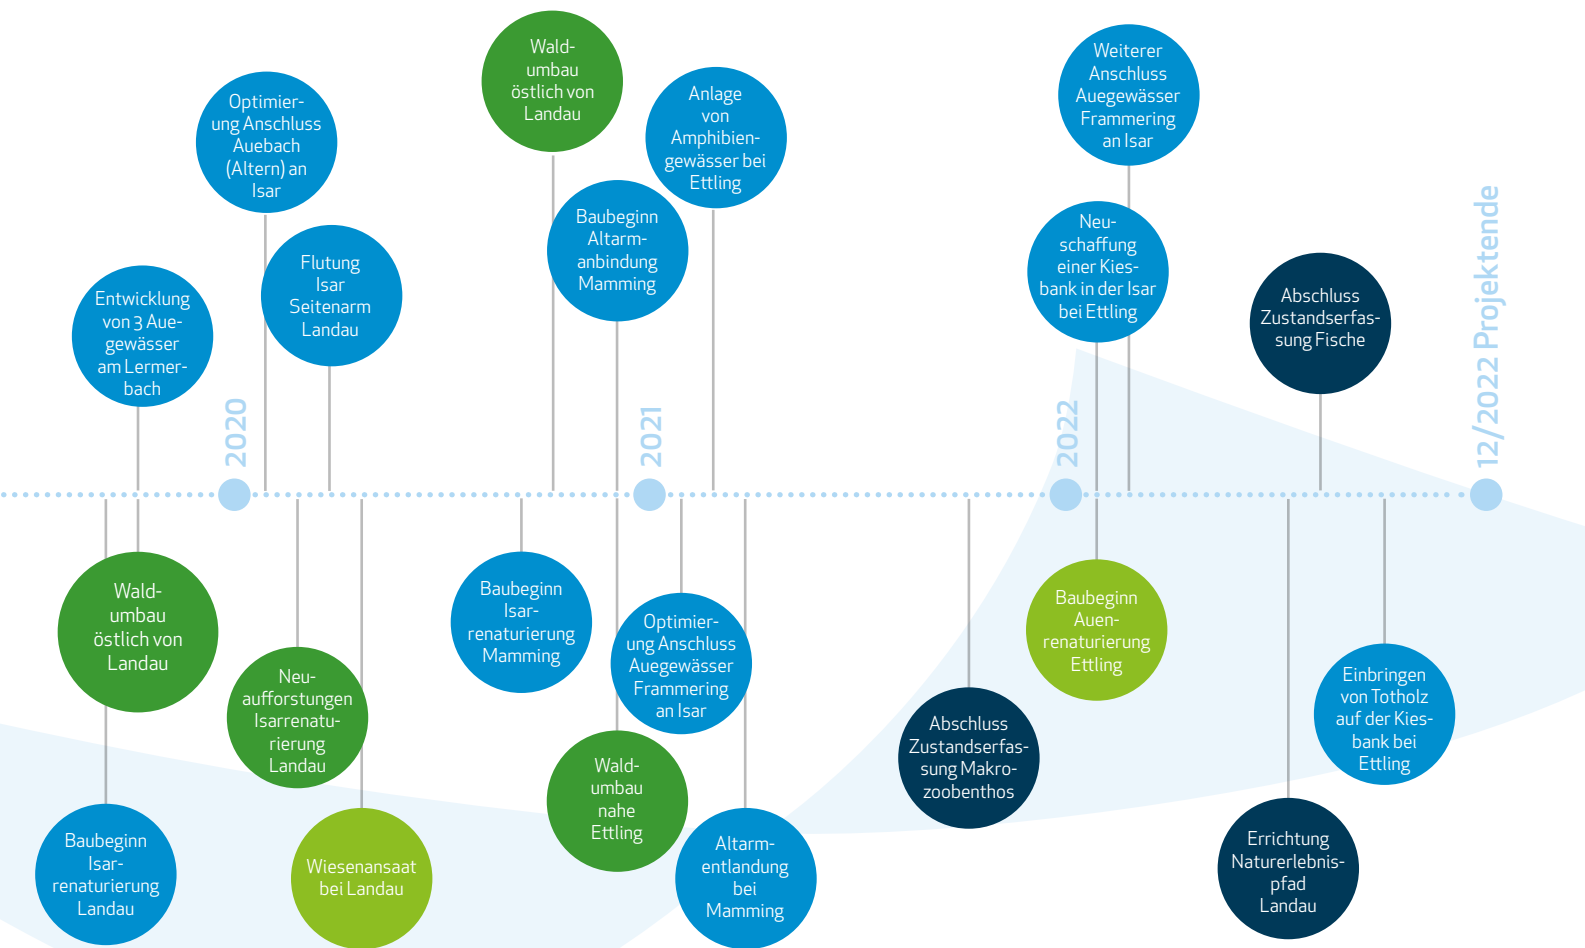 Wald-
umbau
östlich von
Landau
Weiterer
Anschluss
Auegewässer
Frammering
an Isar
Optimier-
ung Anschluss
Auebach
(Altern) an
Isar
Anlage
von
Amphibien-
gewässer bei
Ettling
Baubeginn
Altarm-
anbindung
Mamming
Neu-
schaffung
einer Kies-
bank in der Isar
bei Ettling
Flutung
Isar
Seitenarm
Landau
Entwicklung
von 3 Aue-
gewässer
am Lermer-
bach
Abschluss
Zustandserfas-
sung Fische
2020
2021
2022
12/2022 Projektende
Wald-
umbau
östlich von
Landau
Baubeginn
Isar-
renaturierung
Mamming
Baubeginn
Auen-
renaturierung
Ettling
Optimier-
ung Anschluss
Auegewässer
Frammering
an Isar
Neu-
aufforstungen
Isarrenatu-
rierung
Landau
Einbringen
von Totholz
auf der Kies-
bank bei
Ettling
Abschluss
Zustandserfas-
sung Makro-
zoobenthos
Wald-
umbau
nahe
Ettling
Baubeginn
Isar-
renaturierung
Landau
Wiesenansaat
bei Landau
Altarm-
entlandung
bei
Mamming
Errichtung
Naturerlebnis-
pfad
Landau